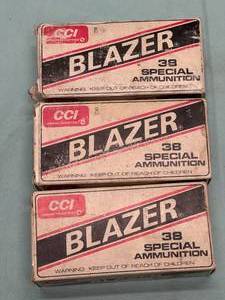 CCI
BLAZER
38
SPECIAL
AMMUNITION
WARNING: KEEP OUT OF REACH OF CHILDREN
CCI
BLAZER
38
SPECIAL
AMMUNITION
WARNING: KEEP OUT OF REACH OF CHILDREN
CCI
BLAZER
38
SPECIAL
AMMUNITION
WARNING: KEEP OUT OF REACH OF CHILDREN